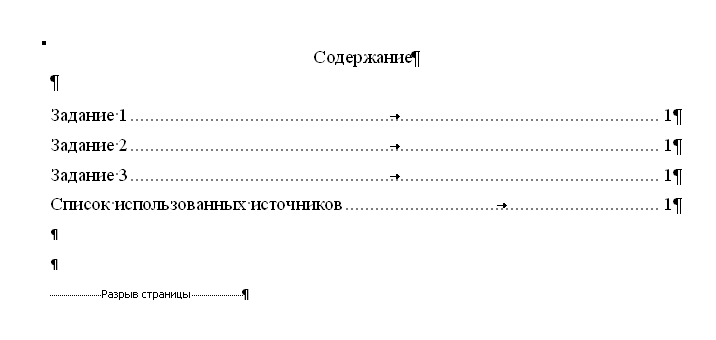 Содержание¶
¶
Задание·1 → 1¶
Задание·2 → 1¶
Задание·3 → 1¶
Список·использованных·источников → 1¶
¶
¶
Разрыв страницы¶